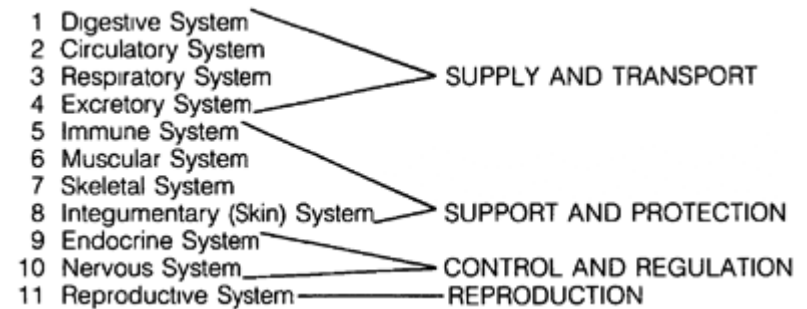 1 Digestive System
2 Circulatory System
3 Respiratory System SUPPLY AND TRANSPORT
4 Excretory System
5 Immune System
6 Muscular System
7 Skeletal System
8 Integumentary (Skin) System SUPPORT AND PROTECTION
9 Endocrine System
10 Nervous System CONTROL AND REGULATION
11 Reproductive System REPRODUCTION